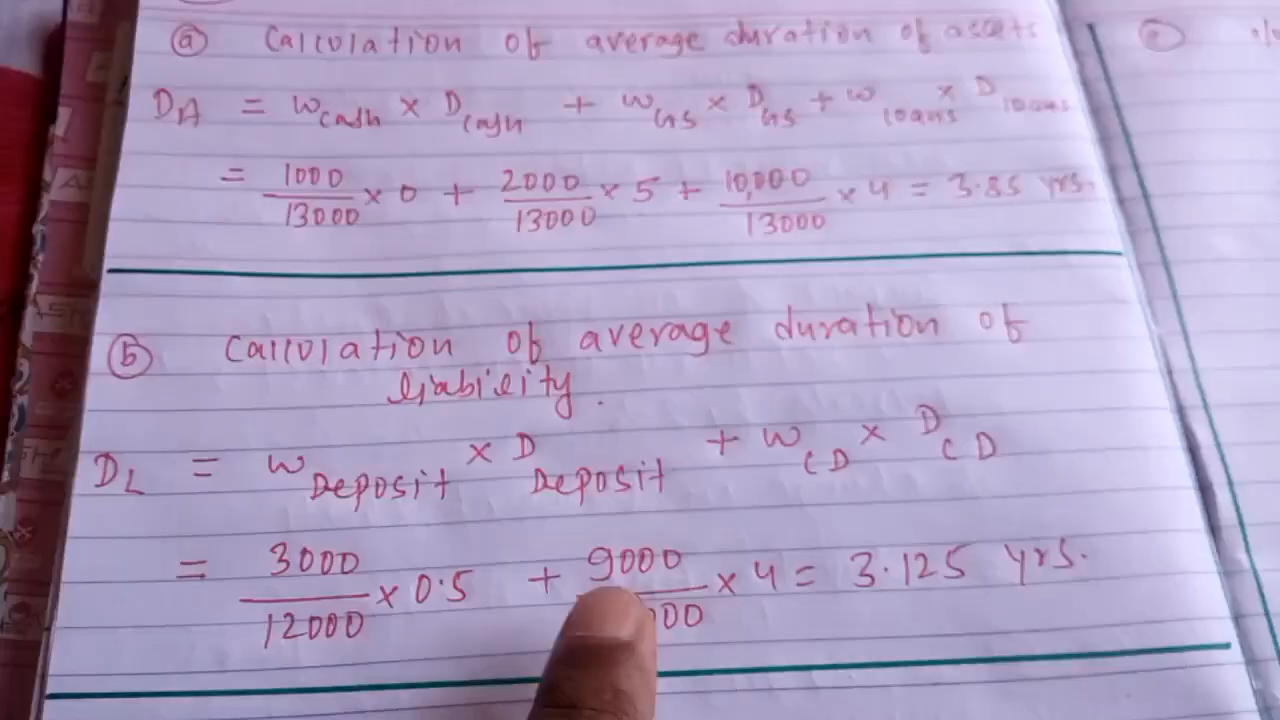 ⓐ Calculation of average duration of assets
DA = Wcash × Dcash + WGS × DGS + Wloans × Dloans
= 1000/13000 × 0 + 2000/13000 × 5 + 10,000/13000 × 4 = 3.85 yrs.
ⓑ Calculation of average duration of
liability.
DL = WDeposit × DDeposit + WCD × DCD
= 3000/12000 × 0.5 + 9000/000 × 4 = 3.125 yrs.